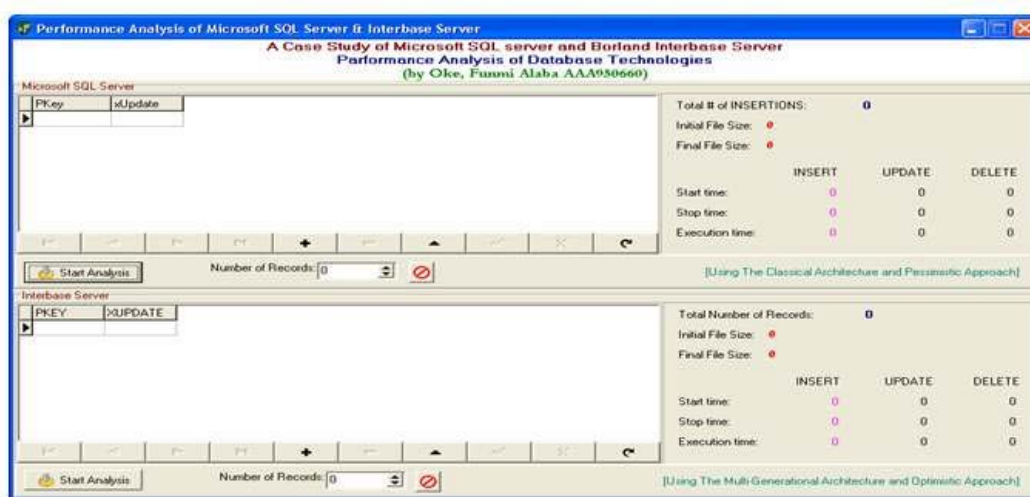 Performance Analysis of Microsoft SQL Server & Interbase Server
A Case Study of Microsoft SQL server and Borland Interbase Server
Parformance Analysis of Database Technologies
(by Oke, Funmi Alaba AAA950660)
Microsoft SQL Server
PKey xUpdate
Total # of INSERTIONS: 0
Initial File Size: 0
Final File Size: 0
INSERT UPDATE DELETE
Start time: 0 0 0
Stop time: 0 0 0
Execution time: 0 0 0
Start Analysis Number of Records: 0
[Using The Classical Architecture and Pessimistic Approach]
Interbase Server
PKEY XUPDATE
Total Number of Records: 0
Initial File Size: 0
Final File Size: 0
INSERT UPDATE DELETE
Start time: 0 0 0
Stop time: 0 0 0
Execution time: 0 0 0
Start Analysis Number of Records: 0
[Using The Multi-Generational Architecture and Optimistic Approach]